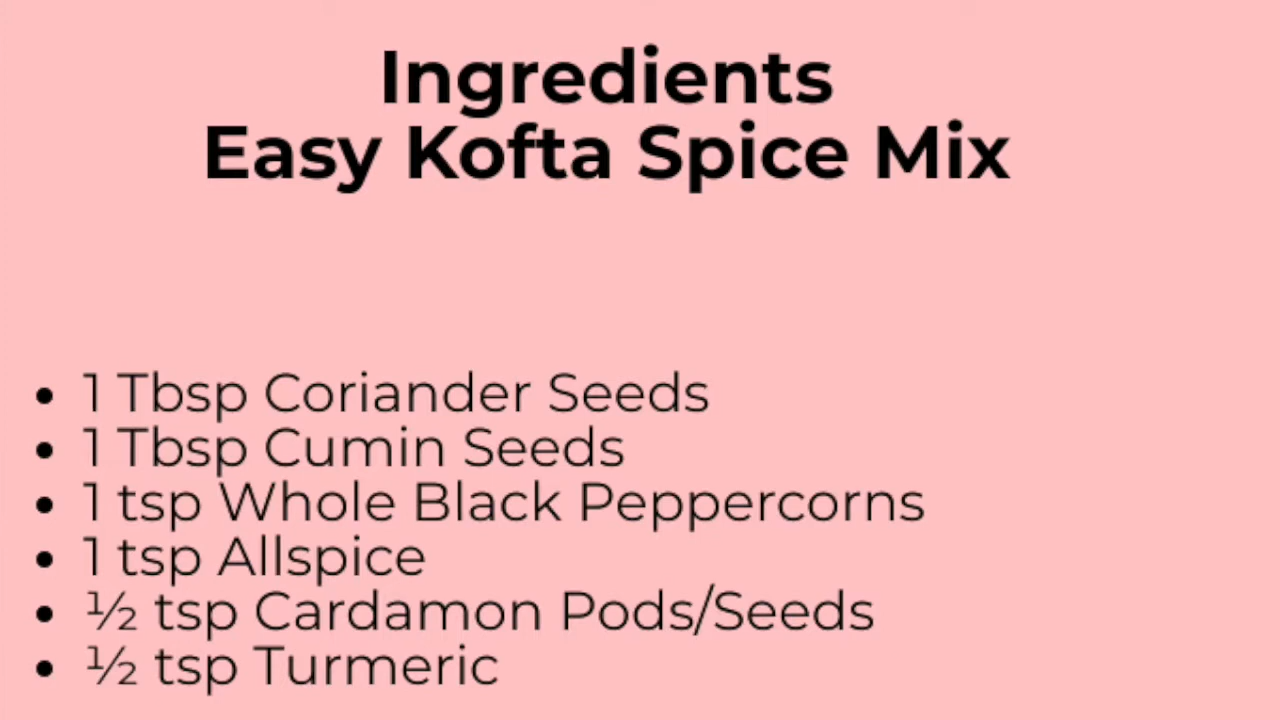 Ingredients
Easy Kofta Spice Mix
• 1 Tbsp Coriander Seeds
• 1 Tbsp Cumin Seeds
• 1 tsp Whole Black Peppercorns
• 1 tsp Allspice
• ½ tsp Cardamon Pods/Seeds
• ½ tsp Turmeric